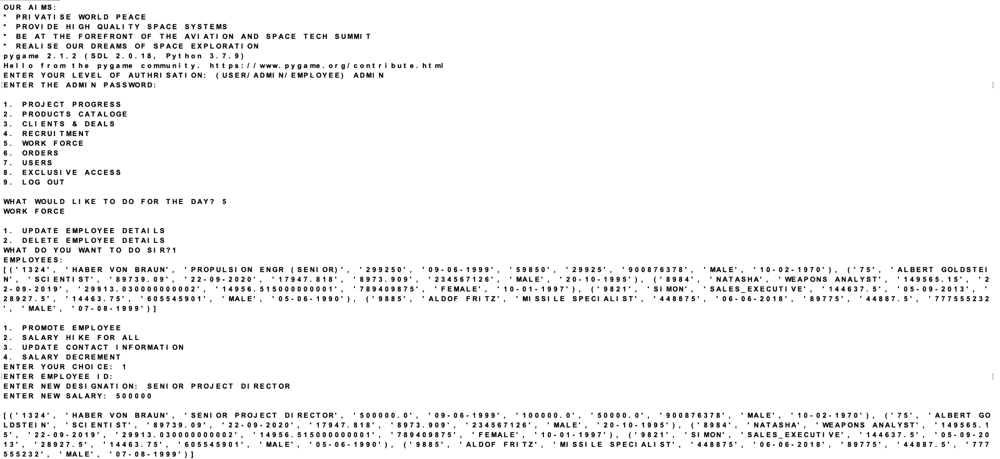 OUR AIMS:
* PRIVATISE WORLD PEACE
* PROVIDE HIGH QUALITY SPACE SYSTEMS
* BE AT THE FOREFRONT OF THE AVIATION AND SPACE TECH SUMMIT
* REALISE OUR DREAMS OF SPACE EXPLORATION
pygame 2.1.2 (SDL 2.0.18, Python 3.7.9)
Hello from the pygame community. https://www.pygame.org/contribute.html
ENTER YOUR LEVEL OF AUTHRISATION: (USER/ADMIN/EMPLOYEE) ADMIN
[ENTER THE ADMIN PASSWORD: ]
1. PROJECT PROGRESS
2. PRODUCTS CATALOGE
3. CLIENTS & DEALS
4. RECRUITMENT
5. WORK FORCE
6. ORDERS
7. USERS
8. EXCLUSIVE ACCESS
9. LOG OUT
WHAT WOULD LIKE TO DO FOR THE DAY? 5
WORK FORCE
1. UPDATE EMPLOYEE DETAILS
2. DELETE EMPLOYEE DETAILS
WHAT DO YOU WANT TO DO SIR?1
EMPLOYEES:
[('1324', 'HABER VON BRAUN', 'PROPULSION ENGR (SENIOR)', '299250', '09-06-1999', '59850', '29925', '900876378', 'MALE', '10-02-1970'), ('75', 'ALBERT GOLDSTEI
N', 'SCIENTIST', '89739.09', '22-09-2020', '17947.818', '8973.909', '234567126', 'MALE', '20-10-1995'), ('8984', 'NATASHA', 'WEAPONS ANALYST', '149565.15', '2
2-09-2019', '29913.030000000002', '14956.515000000001', '789409875', 'FEMALE', '10-01-1997'), ('9821', 'SIMON', 'SALES_EXECUTIVE', '144637.5', '05-09-2013', '
28927.5', '14463.75', '605545901', 'MALE', '05-06-1990'), ('9885', 'ALDOF FRITZ', 'MISSILE SPECIALIST', '448875', '06-06-2018', '89775', '44887.5', '777555232
', 'MALE', '07-08-1999')]
1. PROMOTE EMPLOYEE
2. SALARY HIKE FOR ALL
3. UPDATE CONTACT INFORMATION
4. SALARY DECREMENT
ENTER YOUR CHOICE: 1
[ENTER EMPLOYEE ID: ]
ENTER NEW DESIGNATION: SENIOR PROJECT DIRECTOR
ENTER NEW SALARY: 500000
[('1324', 'HABER VON BRAUN', 'SENIOR PROJECT DIRECTOR', '500000.0', '09-06-1999', '100000.0', '50000.0', '900876378', 'MALE', '10-02-1970'), ('75', 'ALBERT GO
LDSTEIN', 'SCIENTIST', '89739.09', '22-09-2020', '17947.818', '8973.909', '234567126', 'MALE', '20-10-1995'), ('8984', 'NATASHA', 'WEAPONS ANALYST', '149565.1
5', '22-09-2019', '29913.030000000002', '14956.515000000001', '789409875', 'FEMALE', '10-01-1997'), ('9821', 'SIMON', 'SALES_EXECUTIVE', '144637.5', '05-09-20
13', '28927.5', '14463.75', '605545901', 'MALE', '05-06-1990'), ('9885', 'ALDOF FRITZ', 'MISSILE SPECIALIST', '448875', '06-06-2018', '89775', '44887.5', '777
555232', 'MALE', '07-08-1999')]